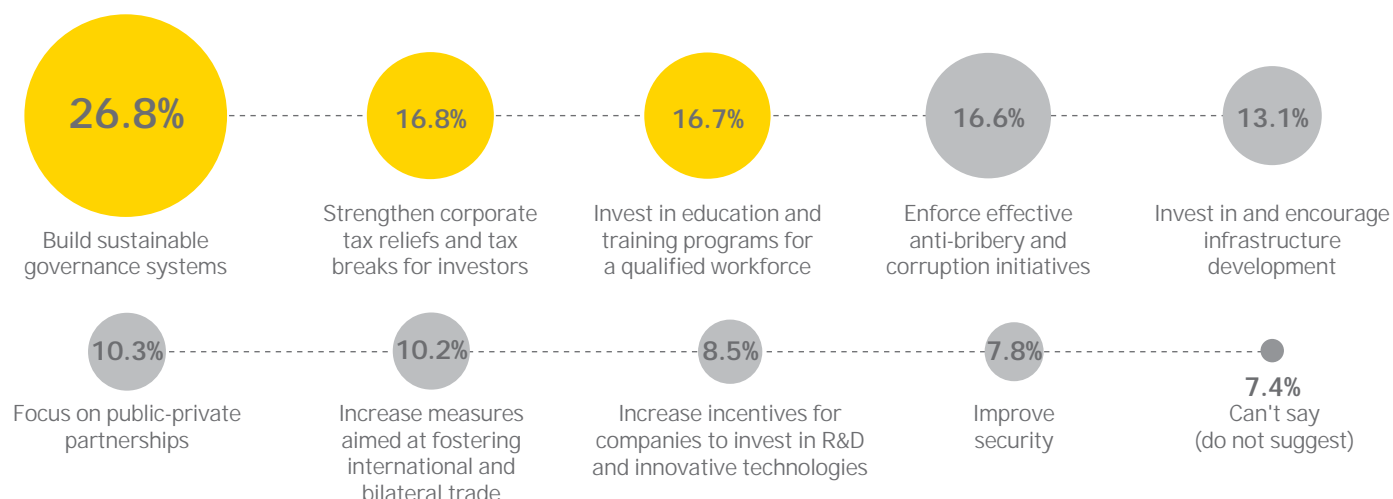 26.8%
16.8%
16.7%
16.6%
13.1%
Build sustainable
governance systems
Strengthen corporate
tax reliefs and tax
breaks for investors
Invest in education and
training programs for
a qualified workforce
Enforce effective
anti-bribery and
corruption initiatives
Invest in and encourage
infrastructure
development
10.3%
10.2%
8.5%
7.8%
7.4%
Focus on public-private
partnerships
Increase measures
aimed at fostering
international and
bilateral trade
Increase incentives for
companies to invest in R&D
and innovative technologies
Improve
security
Can't say
(do not suggest)